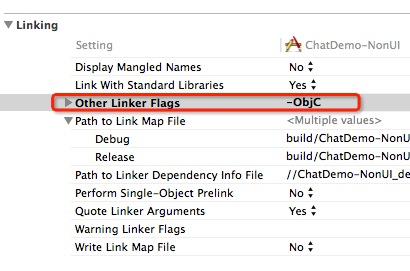 Linking
Setting ChatDemo-NonUI
Display Mangled Names No
Link With Standard Libraries Yes
Other Linker Flags -ObjC
Path to Link Map File <Multiple values>
Debug build/ChatDemo-NonU
Release build/ChatDemo-NonU
Path to Linker Dependency Info File //ChatDemo-NonUI_de
Perform Single-Object Prelink No
Quote Linker Arguments Yes
Warning Linker Flags
Write Link Map File No